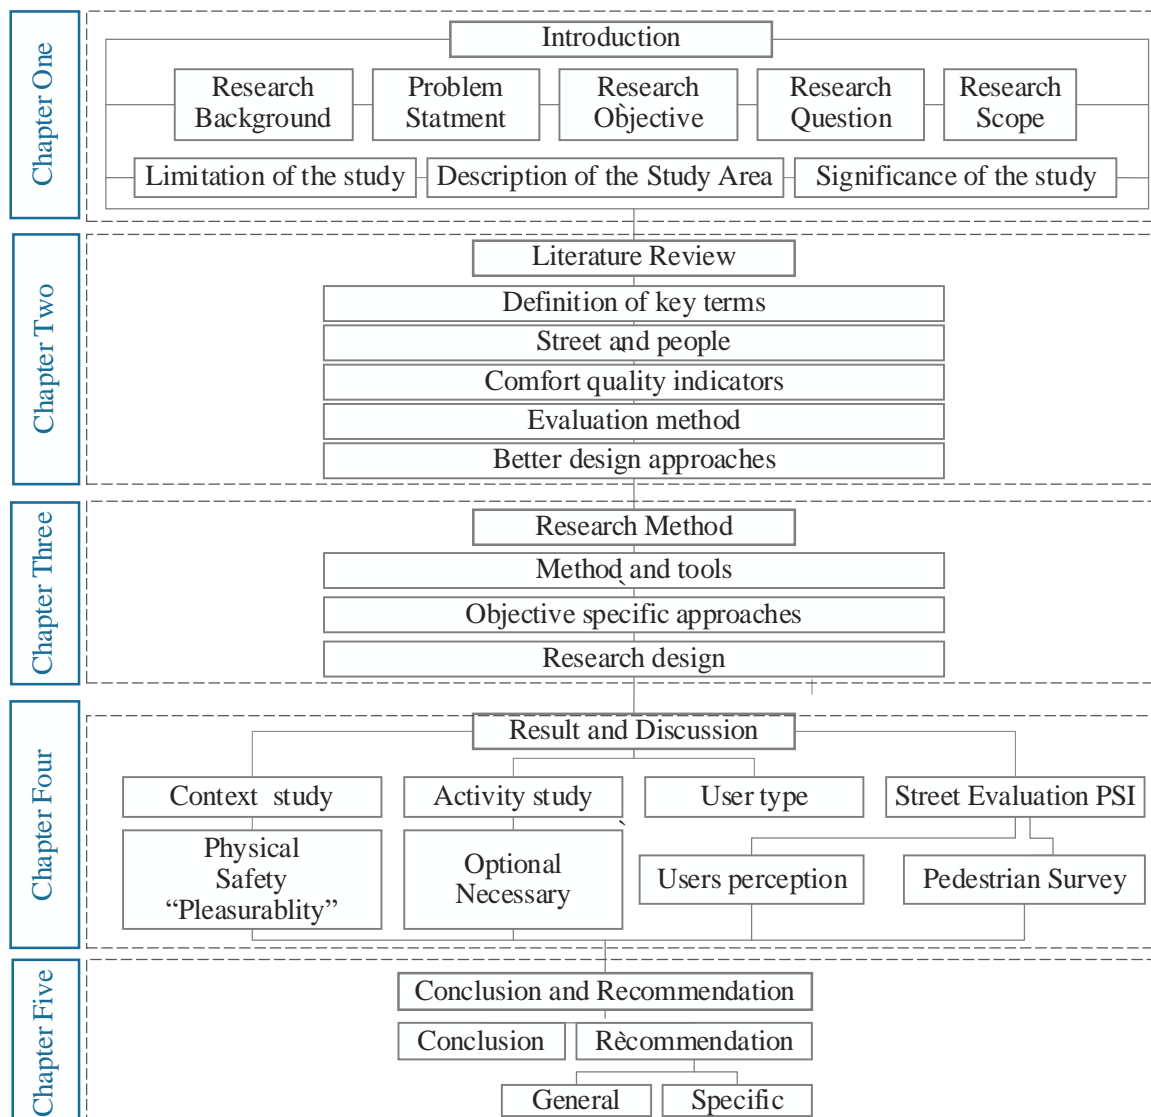 Chapter One
Introduction
Research
Background
Problem
Statment
Research
Objective
Research
Question
Research
Scope
Limitation of the study
Description of the Study Area
Significance of the study
Chapter Two
Literature Review
Definition of key terms
Street and people
Comfort quality indicators
Evaluation method
Better design approaches
Chapter Three
Research Method
Method and tools
Objective specific approaches
Research design
Chapter Four
Result and Discussion
Context study
Activity study
User type
Street Evaluation PSI
Physical
Safety
“Pleasurablity”
Optional
Necessary
Users perception
Pedestrian Survey
Chapter Five
Conclusion and Recommendation
Conclusion
Rècommendation
General
Specific